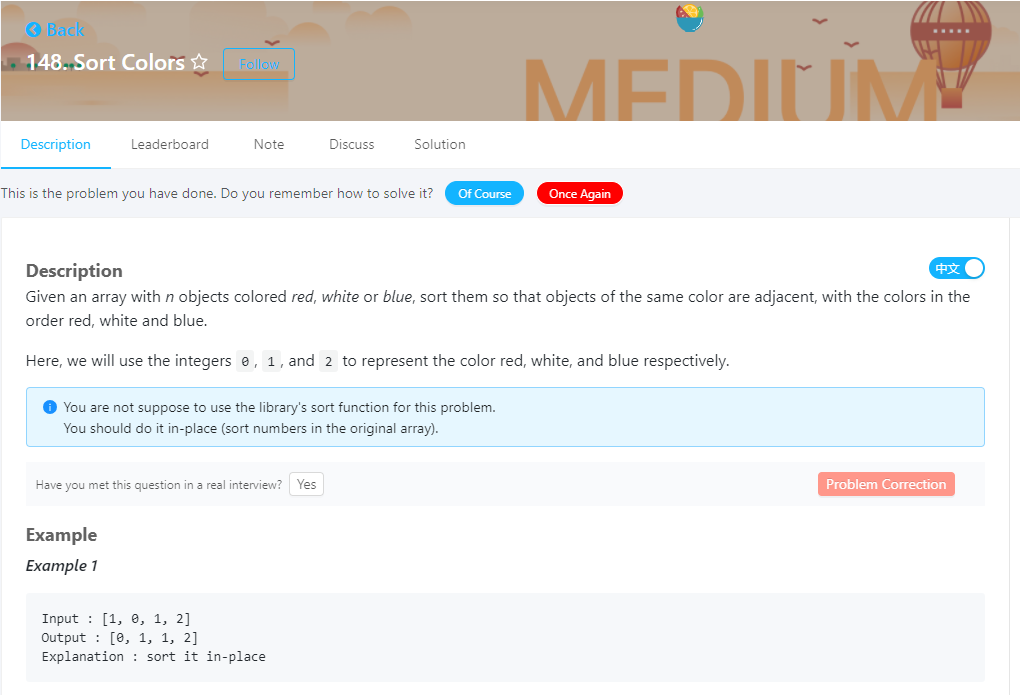 Back
148. Sort Colors
Follow
MEDIUM
Description Leaderboard Note Discuss Solution
This is the problem you have done. Do you remember how to solve it? Of Course Once Again
Description
中文
Given an array with n objects colored red, white or blue, sort them so that objects of the same color are adjacent, with the colors in the
order red, white and blue.
Here, we will use the integers 0, 1, and 2 to represent the color red, white, and blue respectively.
You are not suppose to use the library's sort function for this problem.
You should do it in-place (sort numbers in the original array).
Have you met this question in a real interview? Yes
Problem Correction
Example
Example 1
Input : [1, 0, 1, 2]
Output : [0, 1, 1, 2]
Explanation : sort it in-place